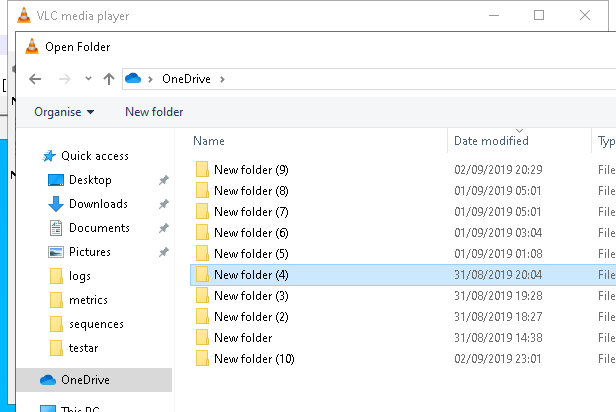 VLC media player
Open Folder
OneDrive
Organise New folder
Name Date modified Typ
Quick access
Desktop
Downloads
Documents
Pictures
logs
metrics
sequences
testar
OneDrive
This PC
New folder (9) 02/09/2019 20:29 File
New folder (8) 01/09/2019 05:01 File
New folder (7) 01/09/2019 05:01 File
New folder (6) 01/09/2019 03:04 File
New folder (5) 01/09/2019 01:08 File
New folder (4) 31/08/2019 20:04 File
New folder (3) 31/08/2019 19:28 File
New folder (2) 31/08/2019 18:27 File
New folder 31/08/2019 14:38 File
New folder (10) 02/09/2019 23:01 File